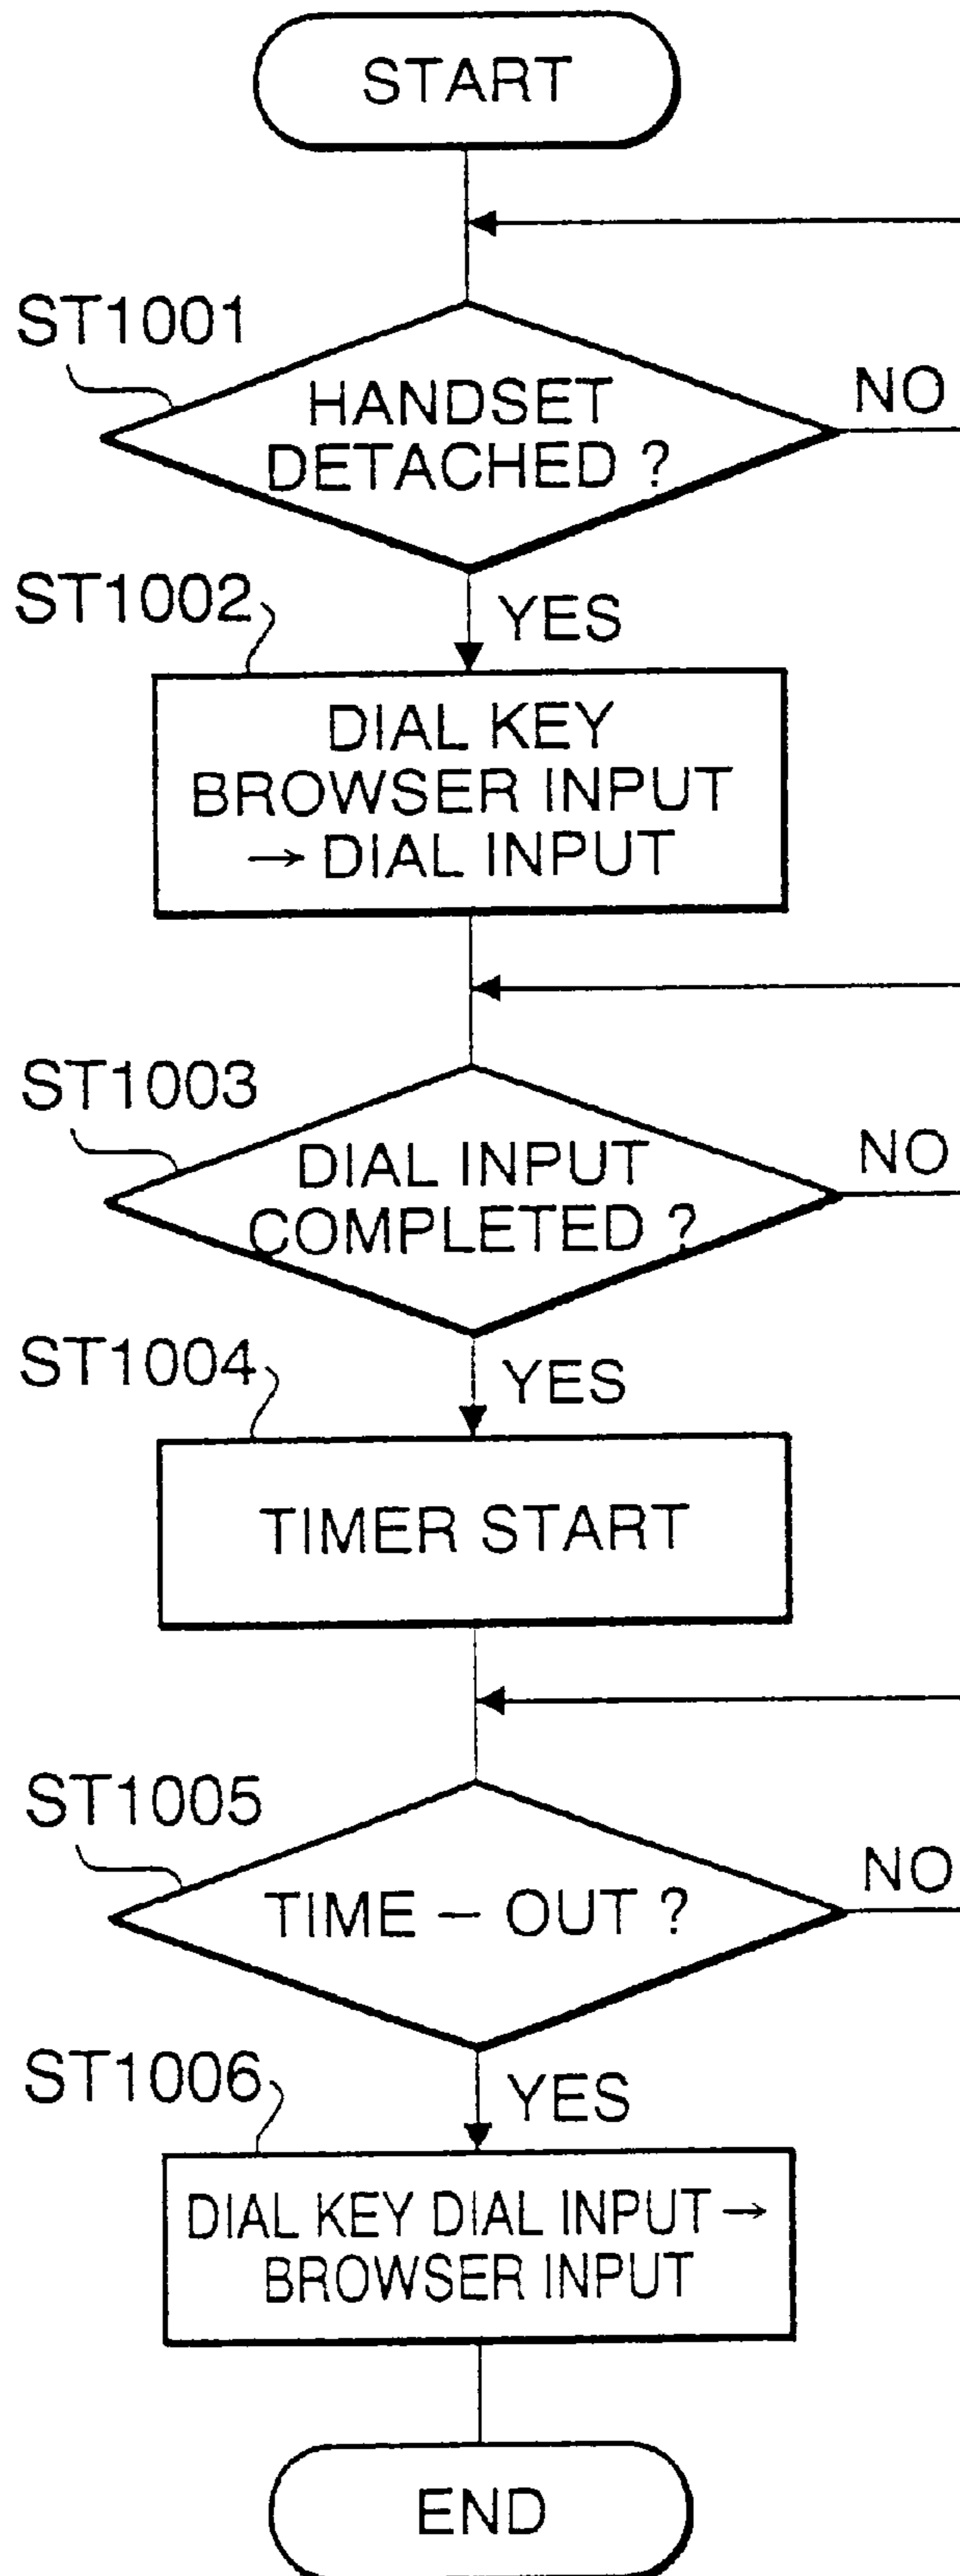 START
ST1001
HANDSET
DETACHED ?
NO
ST1002
YES
DIAL KEY
BROWSER INPUT
→ DIAL INPUT
ST1003
DIAL INPUT
COMPLETED ?
NO
ST1004
YES
TIMER START
ST1005
TIME – OUT ?
NO
ST1006
YES
DIAL KEY DIAL INPUT →
BROWSER INPUT
END